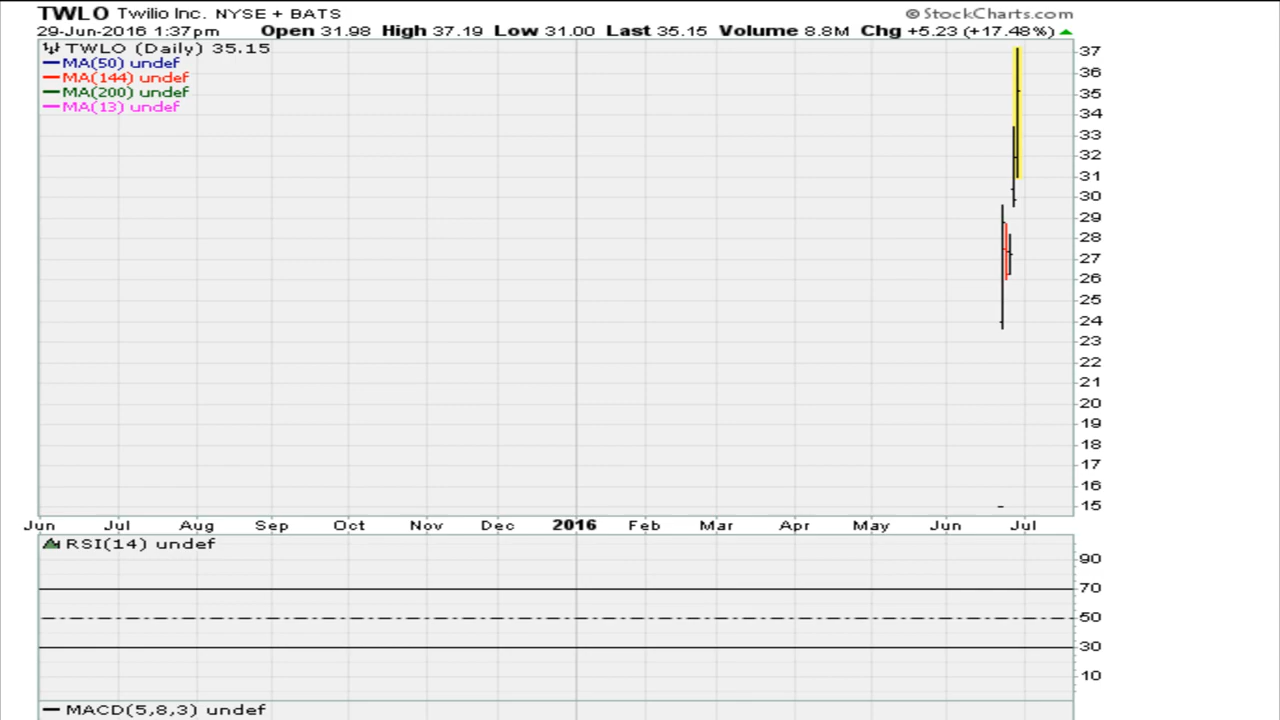 TWLO Twilio Inc. NYSE + BATS © StockCharts.com
29-Jun-2016 1:37pm Open 31.98 High 37.19 Low 31.00 Last 35.15 Volume 8.8M Chg +5.23 (+17.48%)
TWLO (Daily) 35.15
MA(50) undef
MA(144) undef
MA(200) undef
MA(13) undef
37
36
35
34
33
32
31
30
29
28
27
26
25
24
23
22
21
20
19
18
17
16
15
Jun Jul Aug Sep Oct Nov Dec 2016 Feb Mar Apr May Jun Jul
RSI(14) undef
90
70
50
30
10
MACD(5,8,3) undef